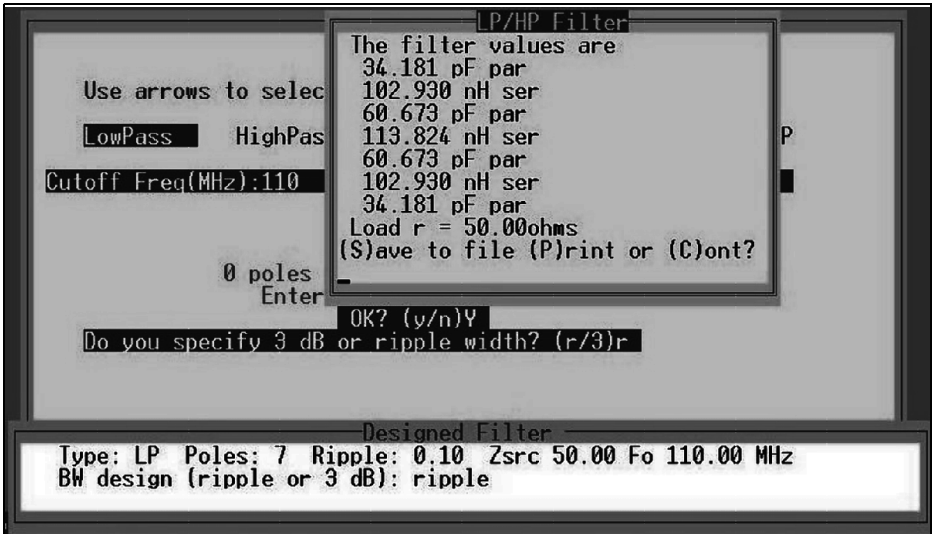 LP/HP Filter
The filter values are
34.181 pF par
102.930 nH ser
60.673 pF par
113.824 nH ser
60.673 pF par
102.930 nH ser
34.181 pF par
Load r = 50.00ohms
(S)ave to file (P)rint or (C)ont?
Use arrows to selec
LowPass HighPas P
Cutoff Freq(MHz):110
0 poles
Enter
OK? (y/n)Y
Do you specify 3 dB or ripple width? (r/3)r
Designed Filter
Type: LP Poles: 7 Ripple: 0.10 Zsrc 50.00 Fo 110.00 MHz
BW design (ripple or 3 dB): ripple